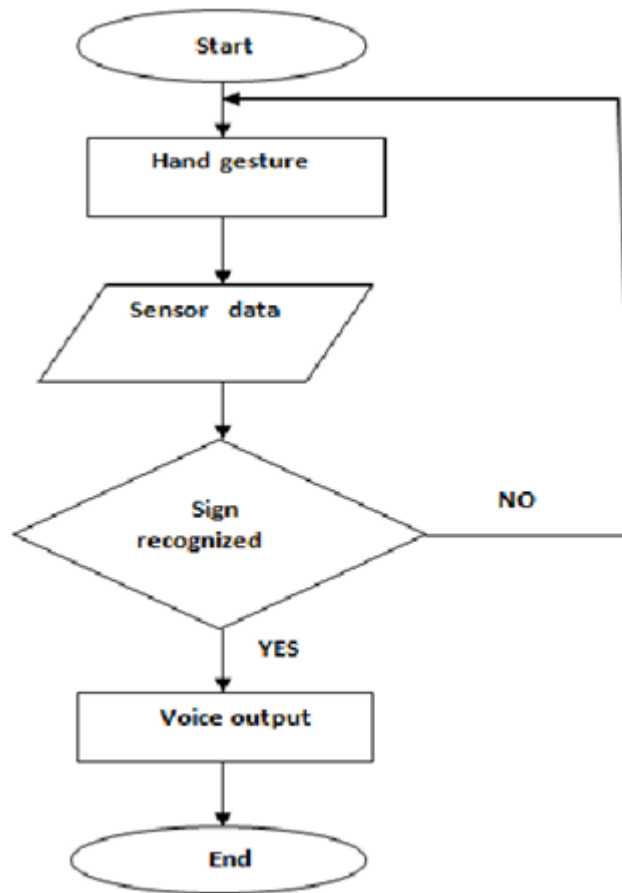 Start
Hand gesture
Sensor data
Sign
recognized
NO
YES
Voice output
End